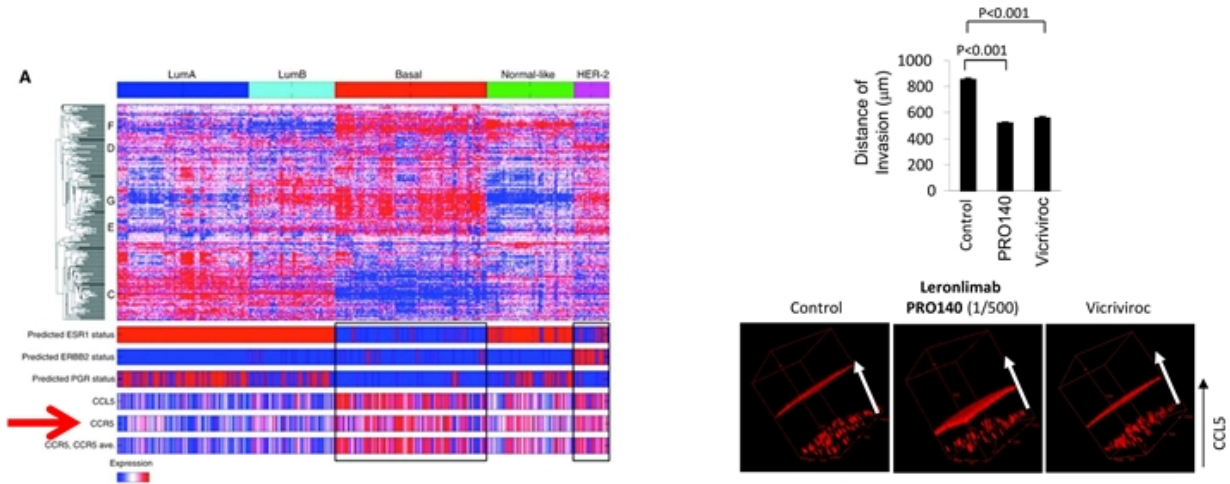 A
LumA LumB Basal Normal-like HER-2
F
D
G
E
C
Predicted ESR1 status
Predicted ERBB2 status
Predicted PGR status
CCL5
CCR5
CCR5, CCR5 ave.
Expression
P<0.001
P<0.001
Distance of
Invasion (μm)
1000
800
600
400
200
0
Control
PRO140
Vicriviroc
Control
Leronlimab
PRO140 (1/500)
Vicriviroc
CCL5